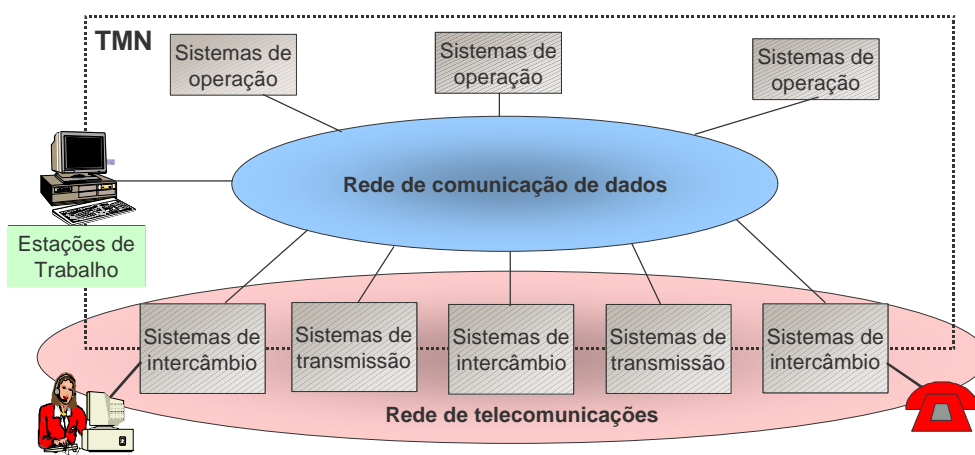 TMN
Sistemas de
operação
Sistemas de
operação
Sistemas de
operação
Rede de comunicação de dados
Estações de
Trabalho
Sistemas de
intercâmbio
Sistemas de
transmissão
Sistemas de
intercâmbio
Sistemas de
transmissão
Sistemas de
intercâmbio
Rede de telecomunicações